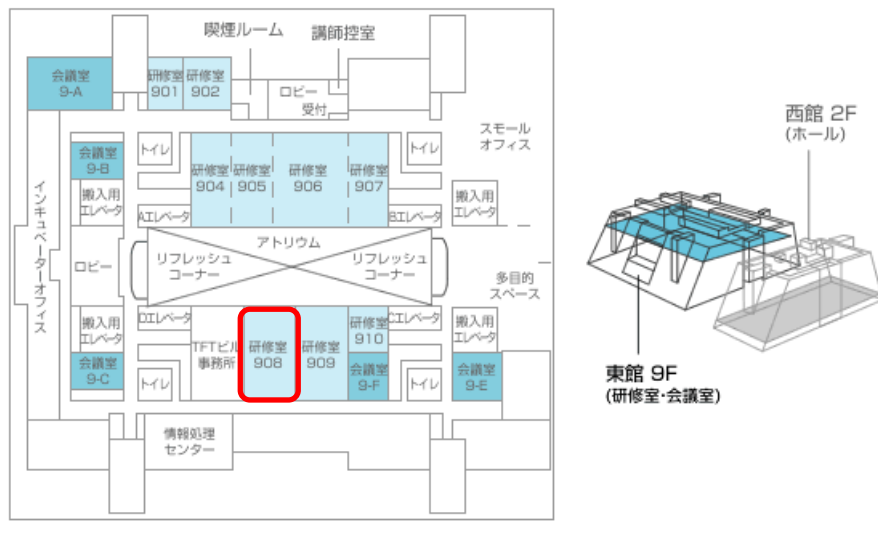 喫煙ルーム
講師控室
会議室
9-A
研修室
901
研修室
902
ロビー
受付
スモール
オフィス
会議室
9-B
トイレ
研修室
904
研修室
905
研修室
906
研修室
907
トイレ
搬入用
エレベータ
搬入用
エレベータ
Aエレベータ
Bエレベータ
インキュベーターオフィス
ロビー
アトリウム
リフレッシュ
コーナー
リフレッシュ
コーナー
多目的
スペース
搬入用
エレベータ
Dエレベータ
TFTビル
事務所
研修室
908
研修室
909
研修室
910
Cエレベータ
搬入用
エレベータ
会議室
9-C
トイレ
会議室
9-F
トイレ
会議室
9-E
情報処理
センター
西館 2F
(ホール)
東館 9F
(研修室・会議室)